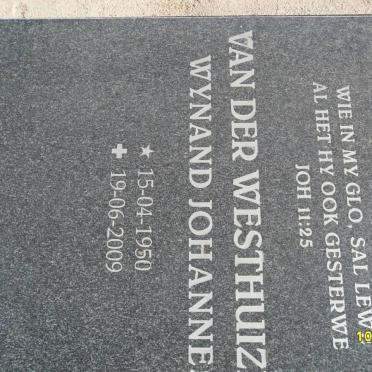 WIE IN MY GLO, SAL LEW
AL HET HY OOK GESTERWE
JOH 11:25
VAN DER WESTHUIZ
WYNAND JOHANNE
★ 15-04-1950
✚ 19-06-2009
10